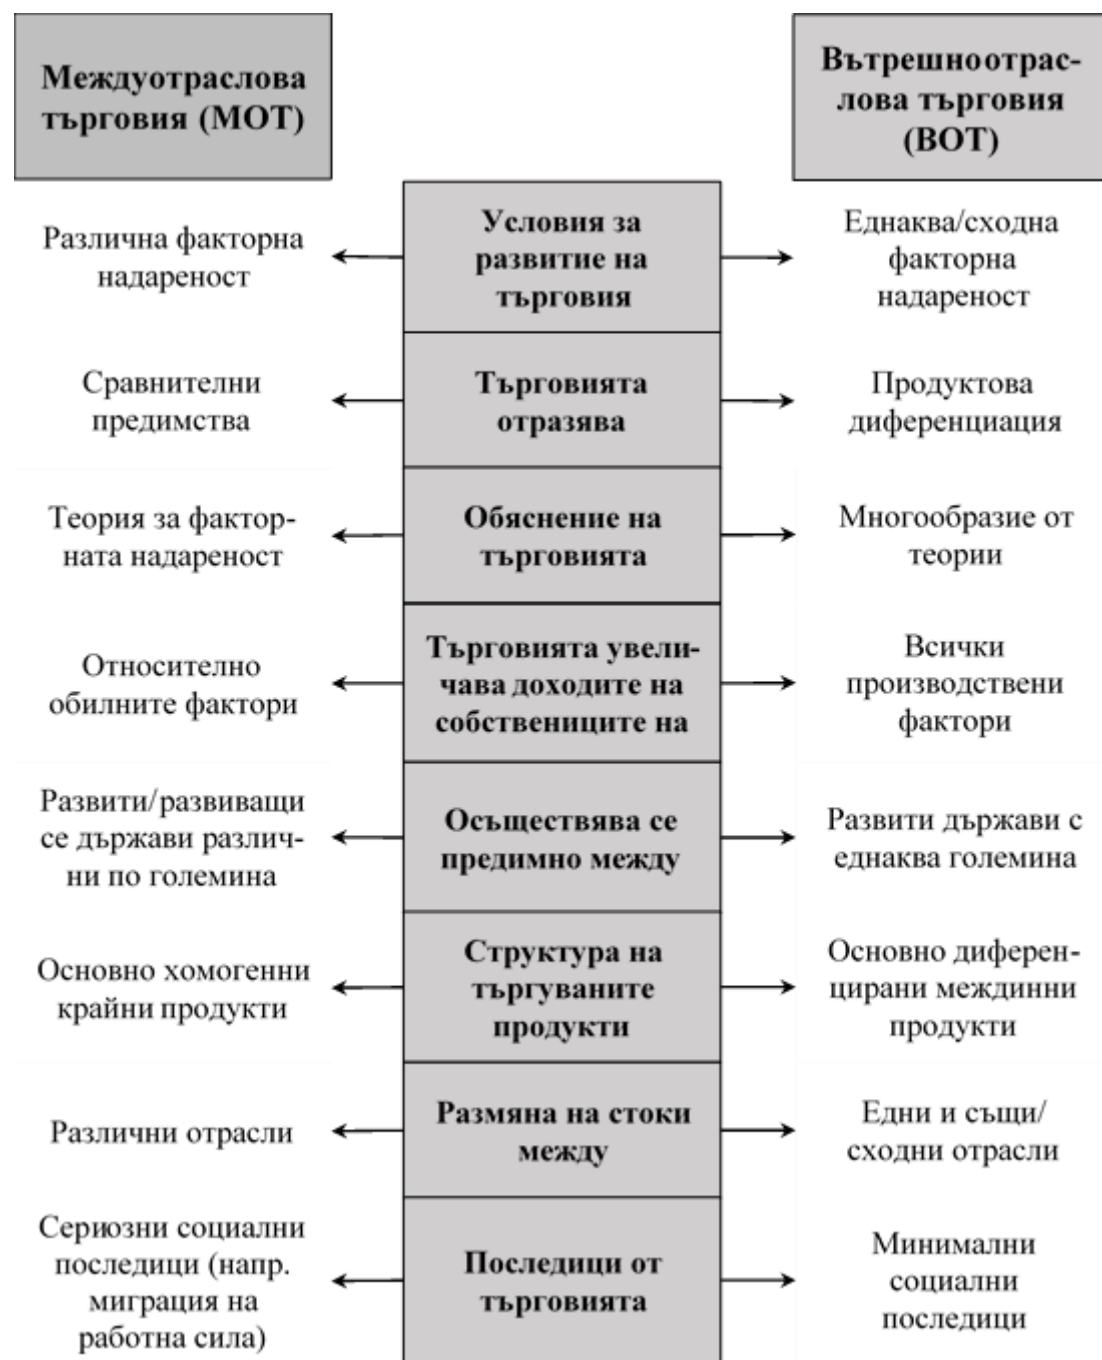 Междуотраслова
търговия (МОТ)
Вътрешноотрас-
лова търговия
(ВОТ)
Различна факторна
надареност
Условия за
развитие на
търговия
Еднаква/сходна
факторна
надареност
Сравнителни
предимства
Търговията
отразява
Продуктова
диференциация
Теория за фактор-
ната надареност
Обяснение на
търговията
Многообразие от
теории
Относително
обилните фактори
Търговията увели-
чава доходите на
собствениците на
Всички
производствени
фактори
Развити/развиващи
се държави различ-
ни по големина
Осъществява се
предимно между
Развити държави с
еднаква големина
Основно хомогенни
крайни продукти
Структура на
търгуваните
продукти
Основно диферен-
цирани междинни
продукти
Различни отрасли
Размяна на стоки
между
Едни и същи/
сходни отрасли
Сериозни социални
последици (напр.
миграция на
работна сила)
Последици от
търговията
Минимални
социални
последици